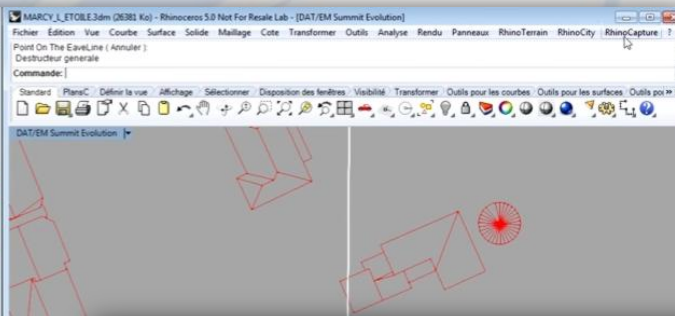 MARCY_L_ETOILE.3dm (26381 Ko) - Rhinoceros 5.0 Not For Resale Lab - [DAT/EM Summit Evolution]
Fichier Edition Vue Courbe Surface Solide Maillage Cote Transformer Outils Analyse Rendu Panneaux RhinoTerrain RhinoCity RhinoCapture ?
Point On The EaveLine ( Annuler )
Destructeur generale
Commande:
Standard PlansC Définir la vue Affichage Sélectionner Disposition des fenêtres Visibilité Transformer Outils pour les courbes Outils pour les surfaces Outils poi »
DAT/EM Summit Evolution